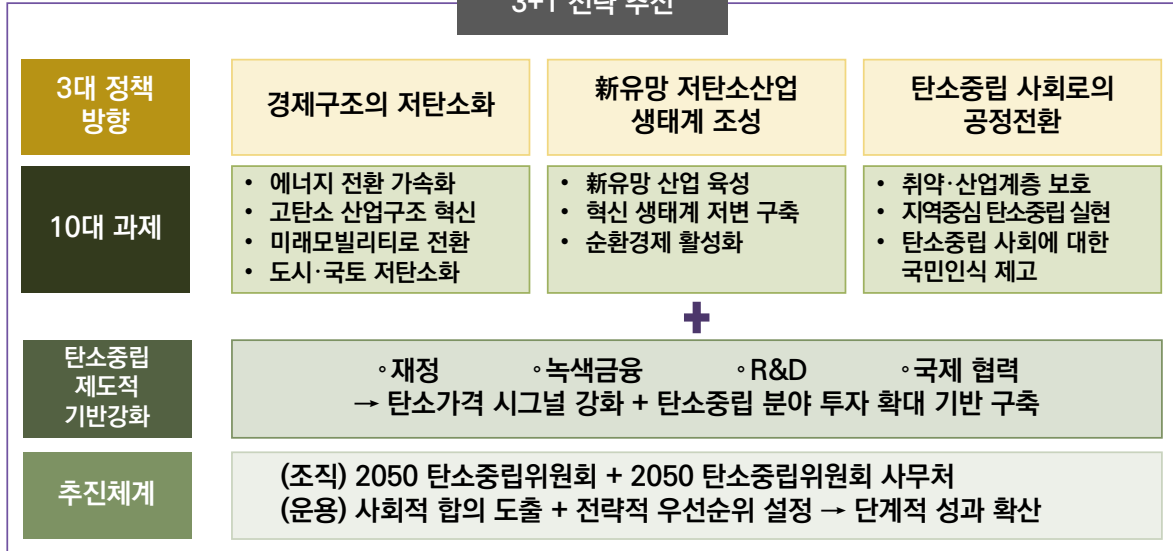 3+1 전략 추진
3대 정책
방향
경제구조의 저탄소화
新유망 저탄소산업
생태계 조성
탄소중립 사회로의
공정전환
10대 과제
• 에너지 전환 가속화
• 고탄소 산업구조 혁신
• 미래모빌리티로 전환
• 도시·국토 저탄소화
• 新유망 산업 육성
• 혁신 생태계 저변 구축
• 순환경제 활성화
• 취약·산업계층 보호
• 지역중심 탄소중립 실현
• 탄소중립 사회에 대한
국민인식 제고
+
탄소중립
제도적
기반강화
◦재정 ◦녹색금융 ◦R&D ◦국제 협력
→ 탄소가격 시그널 강화 + 탄소중립 분야 투자 확대 기반 구축
추진체계
(조직) 2050 탄소중립위원회 + 2050 탄소중립위원회 사무처
(운용) 사회적 합의 도출 + 전략적 우선순위 설정 → 단계적 성과 확산